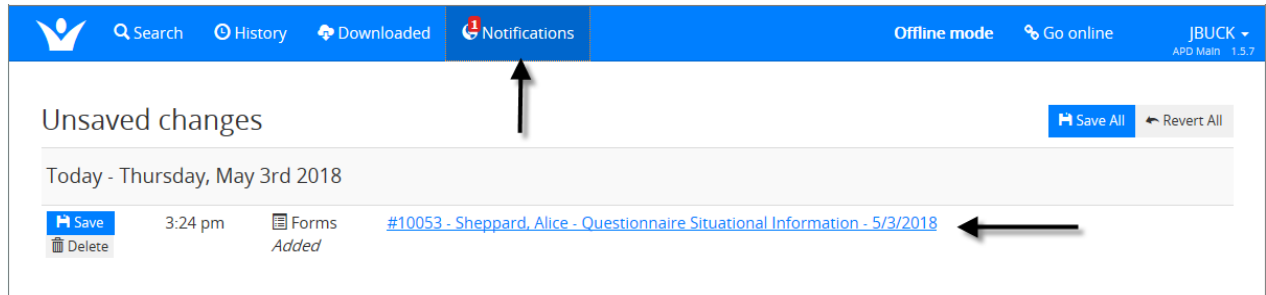 Search History Downloaded 1 Notifications Offline mode Go online JBUCK
APD Main 1.5.7
Unsaved changes
Save All Revert All
Today - Thursday, May 3rd 2018
Save 3:24 pm Forms #10053 - Sheppard, Alice - Questionnaire Situational Information - 5/3/2018
Delete Added